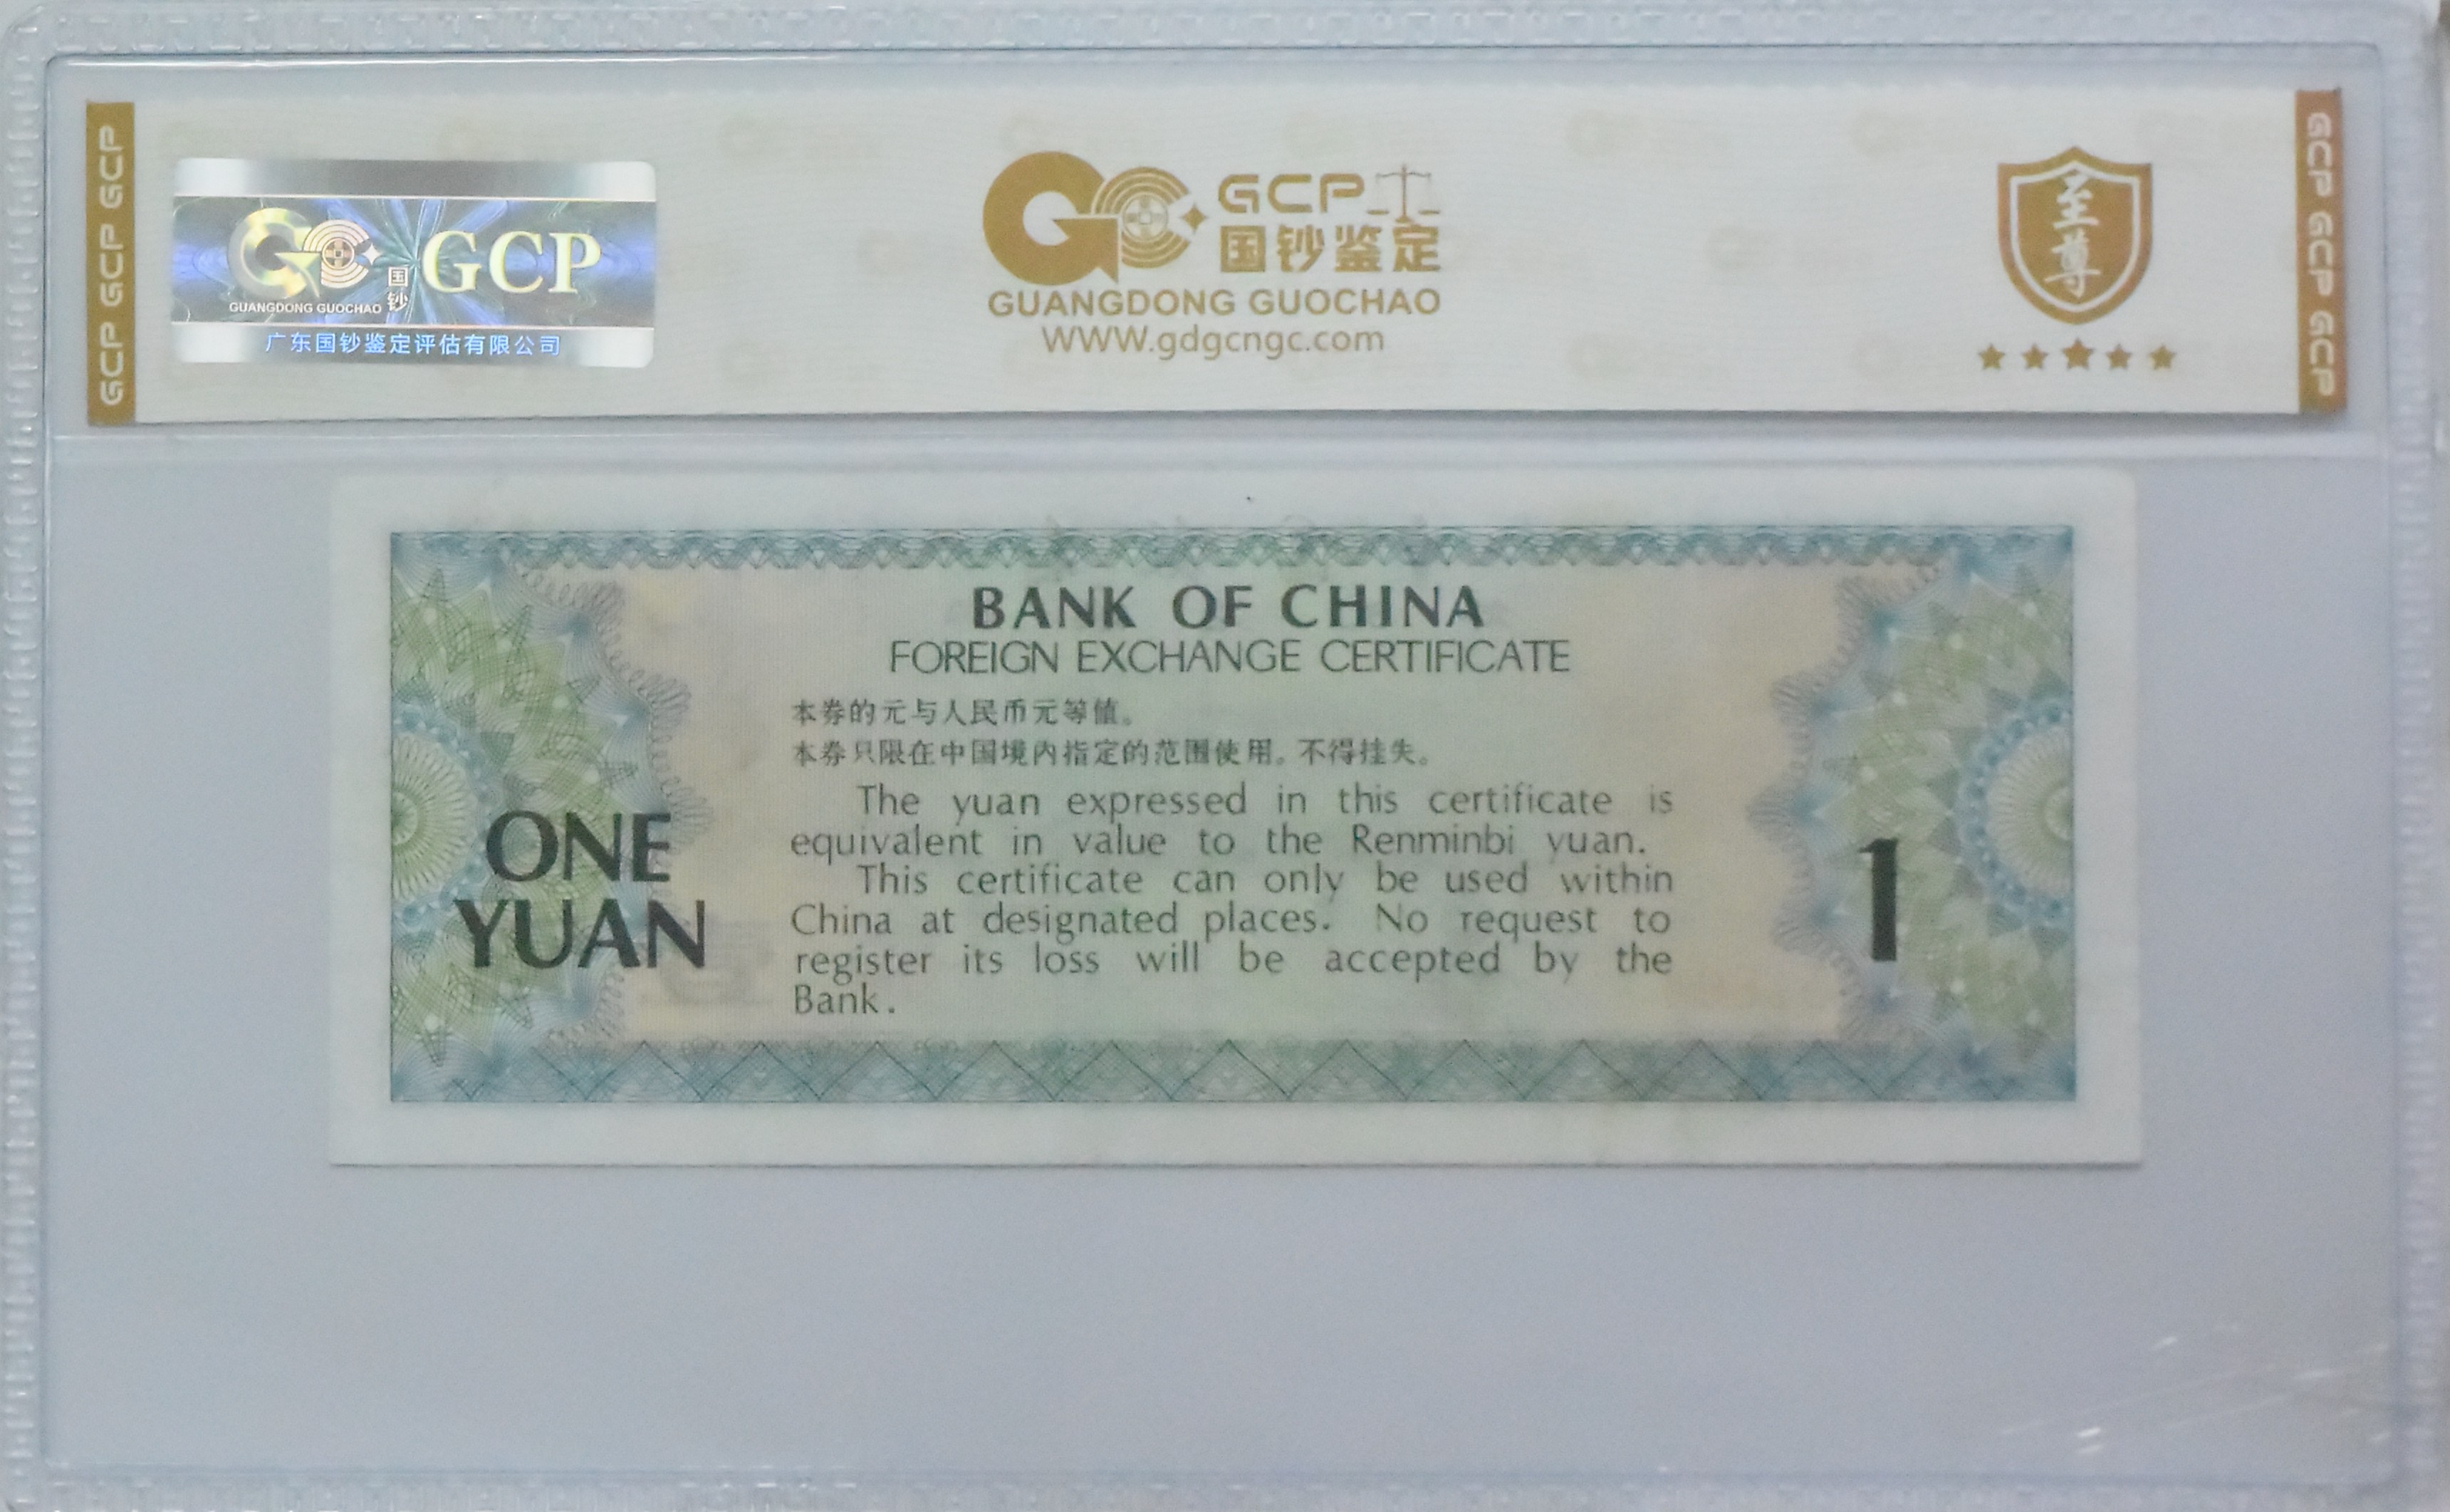 GCP GCP GCP
GCP
国钞
GUANGDONG GUOCHAO
广东国钞鉴定评估有限公司
GCP
国钞鉴定
GUANGDONG GUOCHAO
WWW.gdgcngc.com
至尊
GCP GCP GCP
BANK OF CHINA
FOREIGN EXCHANGE CERTIFICATE
本券的元与人民币元等值。
本券只限在中国境内指定的范围使用。不得挂失。
The yuan expressed in this certificate is
equivalent in value to the Renminbi yuan.
This certificate can only be used within
China at designated places. No request to
register its loss will be accepted by the
Bank.
ONE
YUAN
1